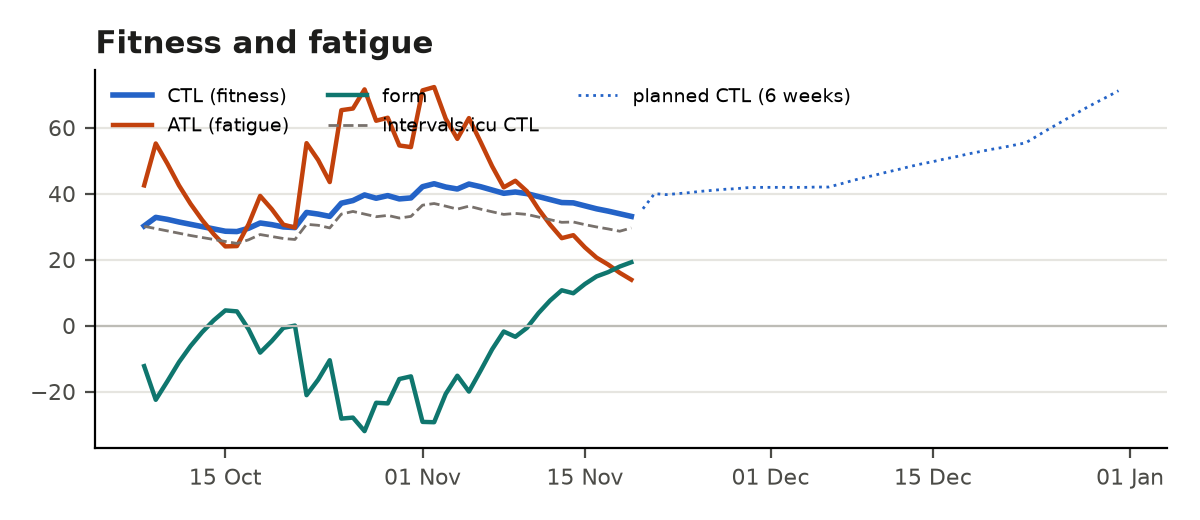 Fitness and fatigue
CTL (fitness)
ATL (fatigue)
form
intervals.icu CTL
planned CTL (6 weeks)
60
40
20
0
−20
15 Oct
01 Nov
15 Nov
01 Dec
15 Dec
01 Jan